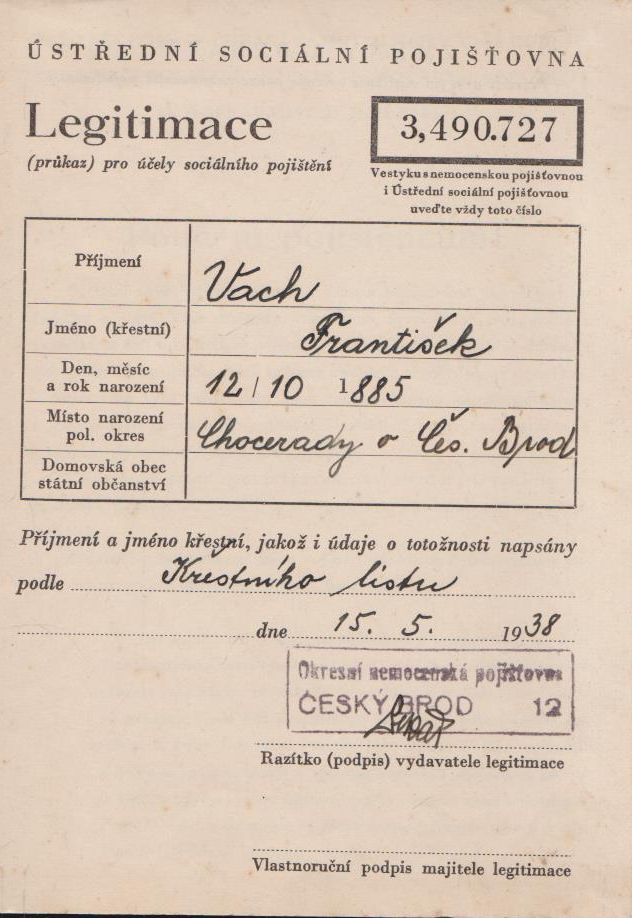 ÚSTŘEDNÍ SOCIÁLNÍ POJIŠŤOVNA
Legitimace
(průkaz) pro účely sociálního pojištění
3,490.727
Ve styku s nemocenskou pojišťovnou
i Ústřední sociální pojišťovnou
uveďte vždy toto číslo
Příjmení
Vach
Jméno (křestní)
František
Den, měsíc
a rok narození
12/10 1885
Místo narození
pol. okres
Chocerady o Čes. Brod
Domovská obec
státní občanství
Příjmení a jméno křestní, jakož i údaje o totožnosti napsány
podle Křestního listu
dne 15. 5. 1938
Okresní nemocenská pojišťovna
ČESKÝ BROD 12
Razítko (podpis) vydavatele legitimace
Vlastnoruční podpis majitele legitimace